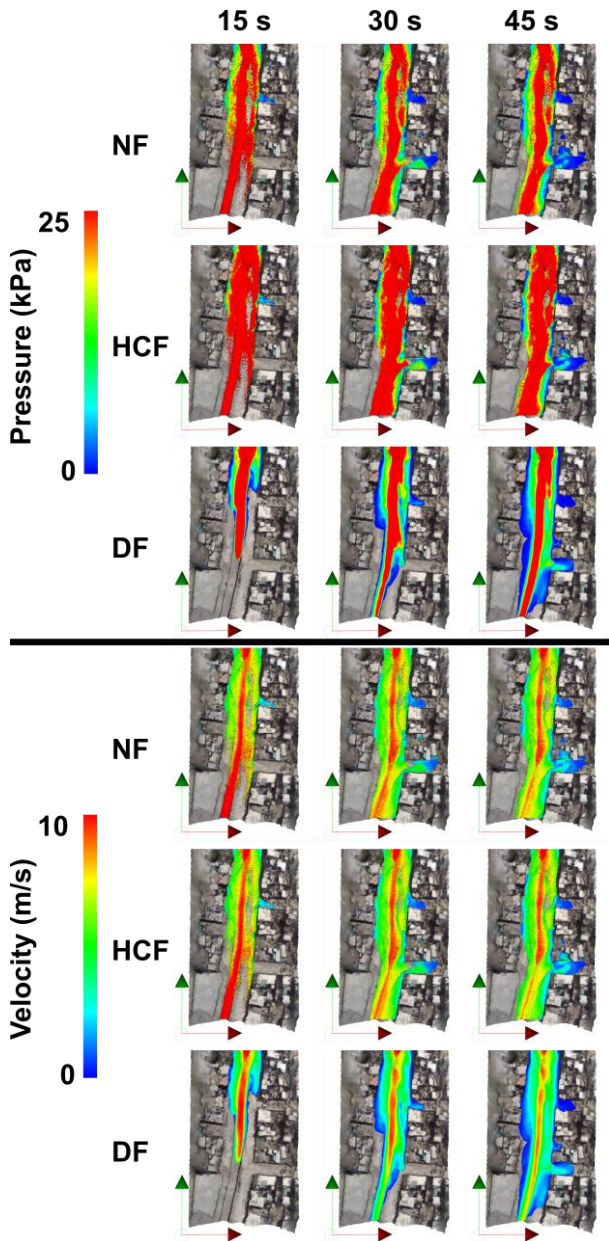 15 s 30 s 45 s
NF
25
HCF
Pressure (kPa)
0
DF
NF
10
HCF
Velocity (m/s)
0
DF